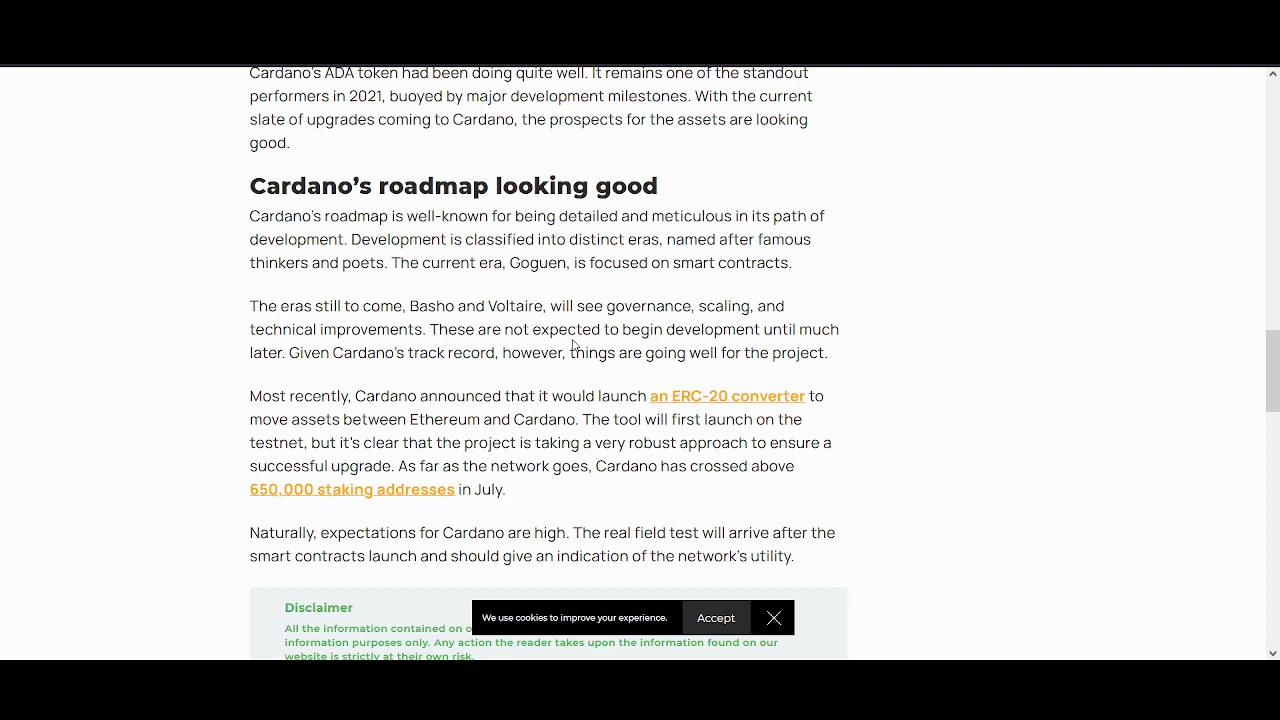 Cardano's ADA token had been doing quite well. It remains one of the standout
performers in 2021, buoyed by major development milestones. With the current
slate of upgrades coming to Cardano, the prospects for the assets are looking
good.
Cardano's roadmap looking good
Cardano's roadmap is well-known for being detailed and meticulous in its path of
development. Development is classified into distinct eras, named after famous
thinkers and poets. The current era, Goguen, is focused on smart contracts.
The eras still to come, Basho and Voltaire, will see governance, scaling, and
technical improvements. These are not expected to begin development until much
later. Given Cardano's track record, however, things are going well for the project.
Most recently, Cardano announced that it would launch an ERC-20 converter to
move assets between Ethereum and Cardano. The tool will first launch on the
testnet, but it's clear that the project is taking a very robust approach to ensure a
successful upgrade. As far as the network goes, Cardano has crossed above
650,000 staking addresses in July.
Naturally, expectations for Cardano are high. The real field test will arrive after the
smart contracts launch and should give an indication of the network's utility.
Disclaimer
All the information contained on
information purposes only. Any action the reader takes upon the information found on our
website is strictly at their own risk.
We use cookies to improve your experience.
Accept